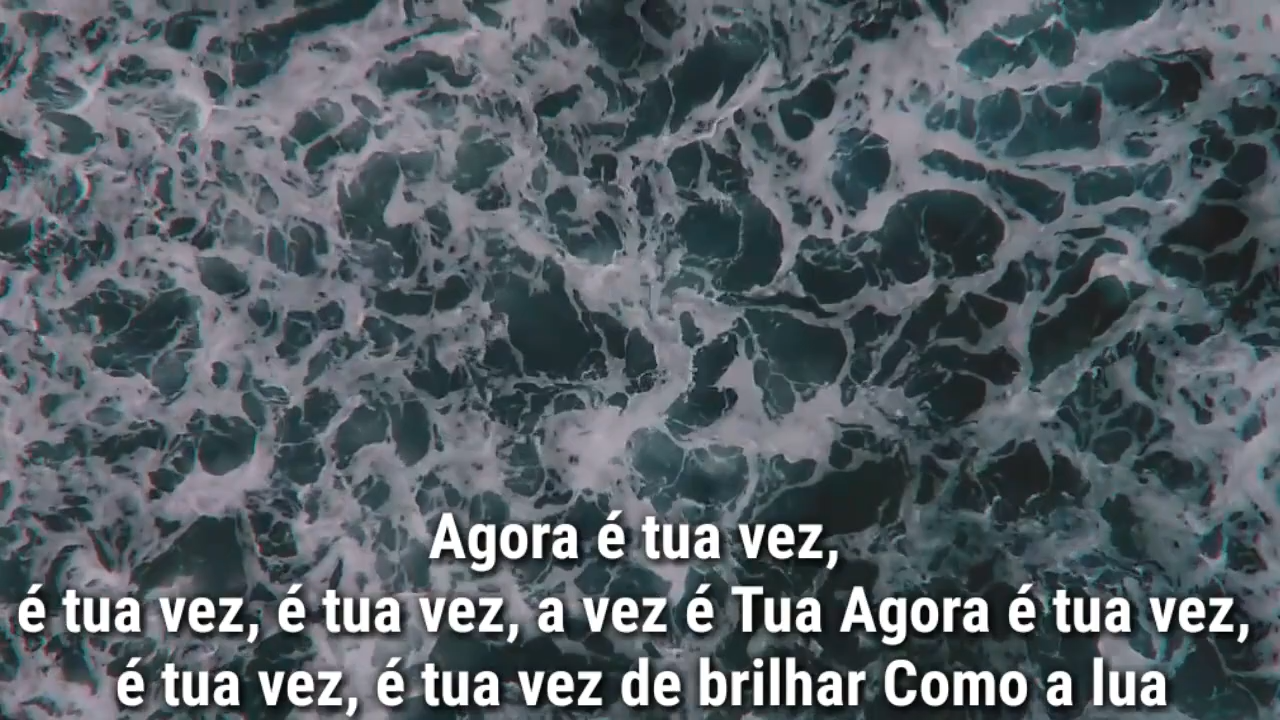 Agora é tua vez,
é tua vez, é tua vez, a vez é Tua Agora é tua vez,
é tua vez, é tua vez de brilhar Como a lua